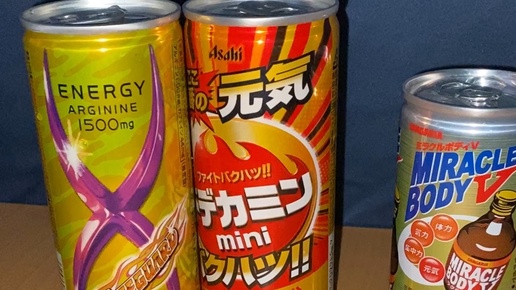 ENERGY
ARGININE
1500mg
Asahi
元気
ファイトバクハツ!!
デカミン
mini
バクハツ!!
SANGARIA
ミラクルボディV
MIRACLE
BODY V
気力
体力
集中力
元気